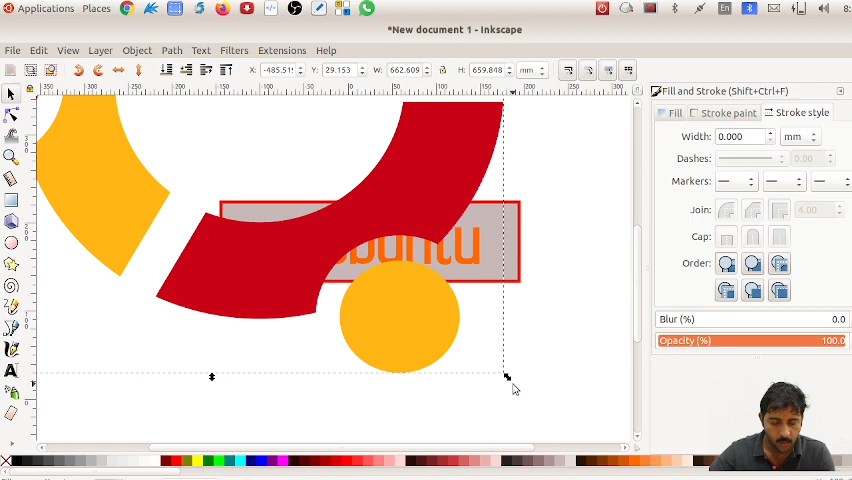 Applications Places En 8:
*New document 1 - Inkscape
File Edit View Layer Object Path Text Filters Extensions Help
X: -485.515 Y: 29.153 W: 662.609 H: 659.848 mm
Fill and Stroke (Shift+Ctrl+F)
Fill Stroke paint Stroke style
Width: 0.000 mm
Dashes: 0.00
Markers:
Join: 4.00
Cap:
Order:
Blur (%) 0.0
Opacity (%) 100.0
buntu